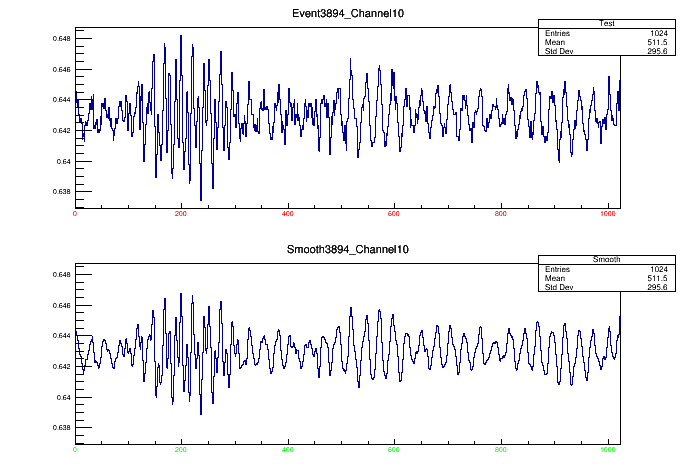 Event3894_Channel10
Test
Entries 1024
Mean 511.5
Std Dev 295.6
0.648
0.646
0.644
0.642
0.64
0.638
0 200 400 600 800 1000
Smooth3894_Channel10
Smooth
Entries 1024
Mean 511.5
Std Dev 295.6
0.648
0.646
0.644
0.642
0.64
0.638
0 200 400 600 800 1000